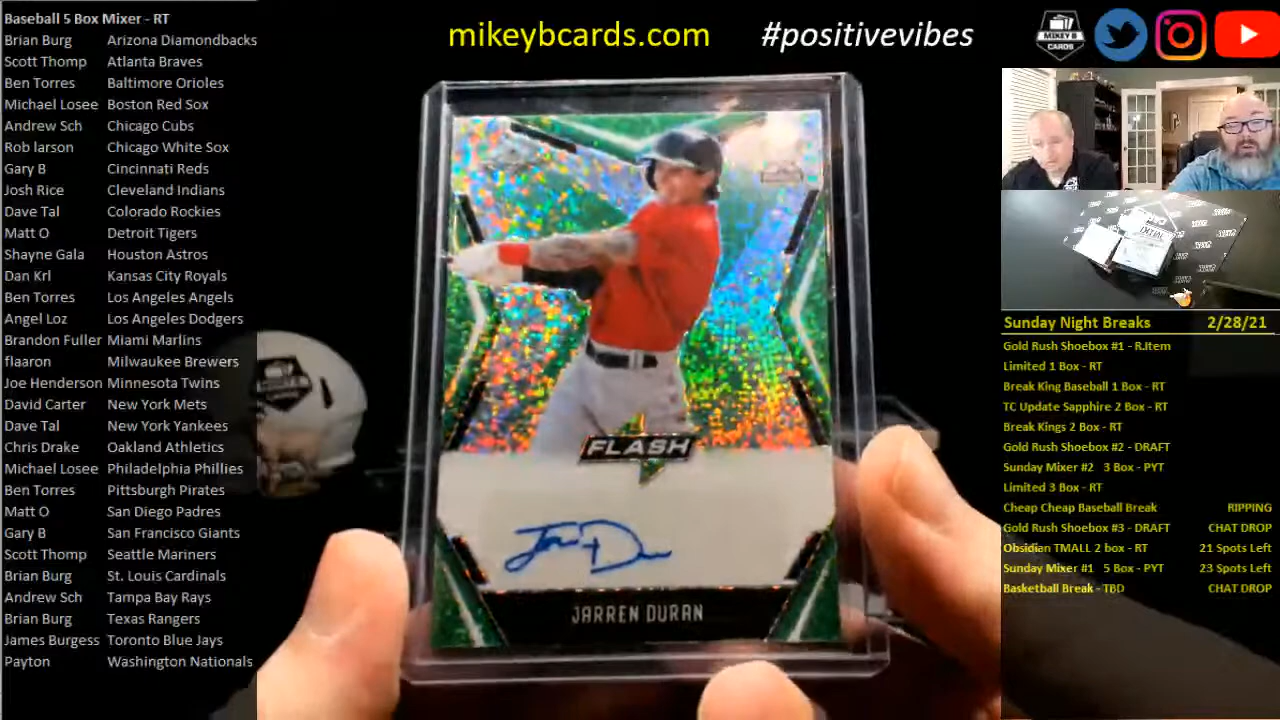 Baseball 5 Box Mixer - RT
Brian Burg Arizona Diamondbacks
Scott Thomp Atlanta Braves
Ben Torres Baltimore Orioles
Michael Losee Boston Red Sox
Andrew Sch Chicago Cubs
Rob larson Chicago White Sox
Gary B Cincinnati Reds
Josh Rice Cleveland Indians
Dave Tal Colorado Rockies
Matt O Detroit Tigers
Shayne Gala Houston Astros
Dan Krl Kansas City Royals
Ben Torres Los Angeles Angels
Angel Loz Los Angeles Dodgers
Brandon Fuller Miami Marlins
flaaron Milwaukee Brewers
Joe Henderson Minnesota Twins
David Carter New York Mets
Dave Tal New York Yankees
Chris Drake Oakland Athletics
Michael Losee Philadelphia Phillies
Ben Torres Pittsburgh Pirates
Matt O San Diego Padres
Gary B San Francisco Giants
Scott Thomp Seattle Mariners
Brian Burg St. Louis Cardinals
Andrew Sch Tampa Bay Rays
Brian Burg Texas Rangers
James Burgess Toronto Blue Jays
Payton Washington Nationals
mikeybcards.com #positivevibes
MIKEY B
CARDS
FLASH
JARREN DURAN
Sunday Night Breaks 2/28/21
Gold Rush Shoebox #1 - R.Item
Limited 1 Box - RT
Break King Baseball 1 Box - RT
TC Update Sapphire 2 Box - RT
Break Kings 2 Box - RT
Gold Rush Shoebox #2 - DRAFT
Sunday Mixer #2 3 Box - PYT
Limited 3 Box - RT
Cheap Cheap Baseball Break RIPPING
Gold Rush Shoebox #3 - DRAFT CHAT DROP
Obsidian TMALL 2 box - RT 21 Spots Left
Sunday Mixer #1 5 Box - PYT 23 Spots Left
Basketball Break - TBD CHAT DROP